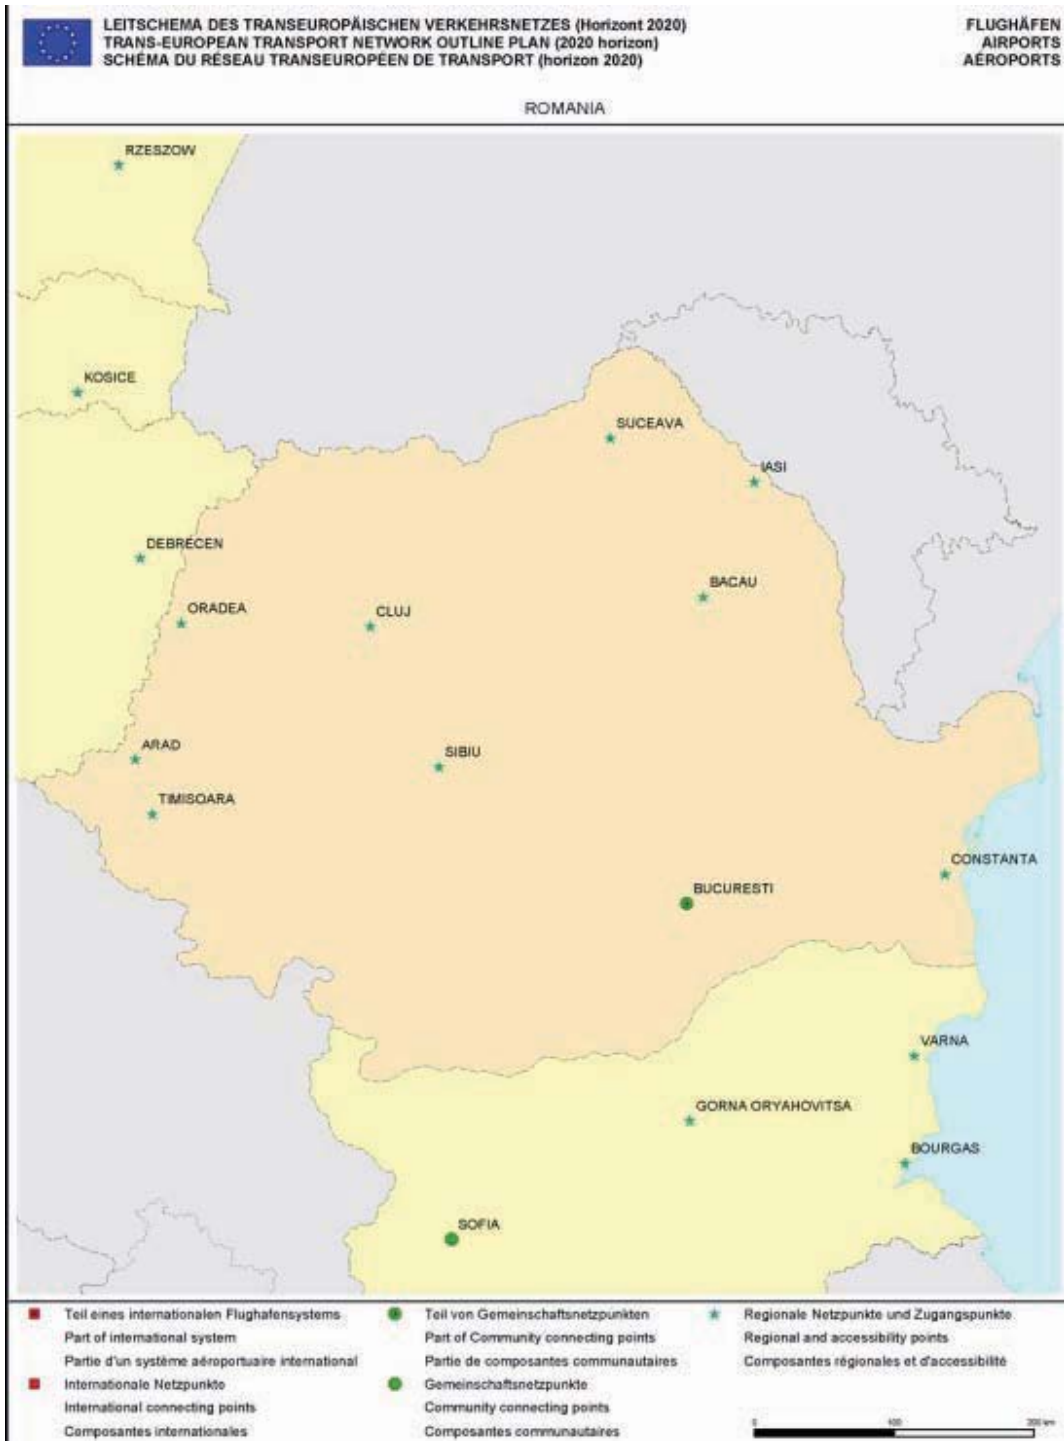 LEITSCHEMA DES TRANSEUROPÄISCHEN VERKEHRSNETZES (Horizont 2020)
TRANS-EUROPEAN TRANSPORT NETWORK OUTLINE PLAN (2020 horizon)
SCHÉMA DU RÉSEAU TRANSEUROPÉEN DE TRANSPORT (horizon 2020)
FLUGHÄFEN
AIRPORTS
AÉROPORTS
ROMANIA
RZESZOW
KOSICE
SUCEAVA
IASI
DEBRECEN
BACAU
ORADEA
CLUJ
ARAD
SIBIU
TIMISOARA
CONSTANTA
BUCURESTI
VARNA
GORNA ORYAHOVITSA
BOURGAS
SOFIA
Teil eines internationalen Flughafensystems
Part of international system
Partie d'un système aéroportuaire international
Internationale Netzpunkte
International connecting points
Composantes internationales
Teil von Gemeinschaftsnetzpunkten
Part of Community connecting points
Partie de composantes communautaires
Gemeinschaftsnetzpunkte
Community connecting points
Composantes communautaires
Regionale Netzpunkte und Zugangspunkte
Regional and accessibility points
Composantes régionales et d'accessibilité
0 100 200 km